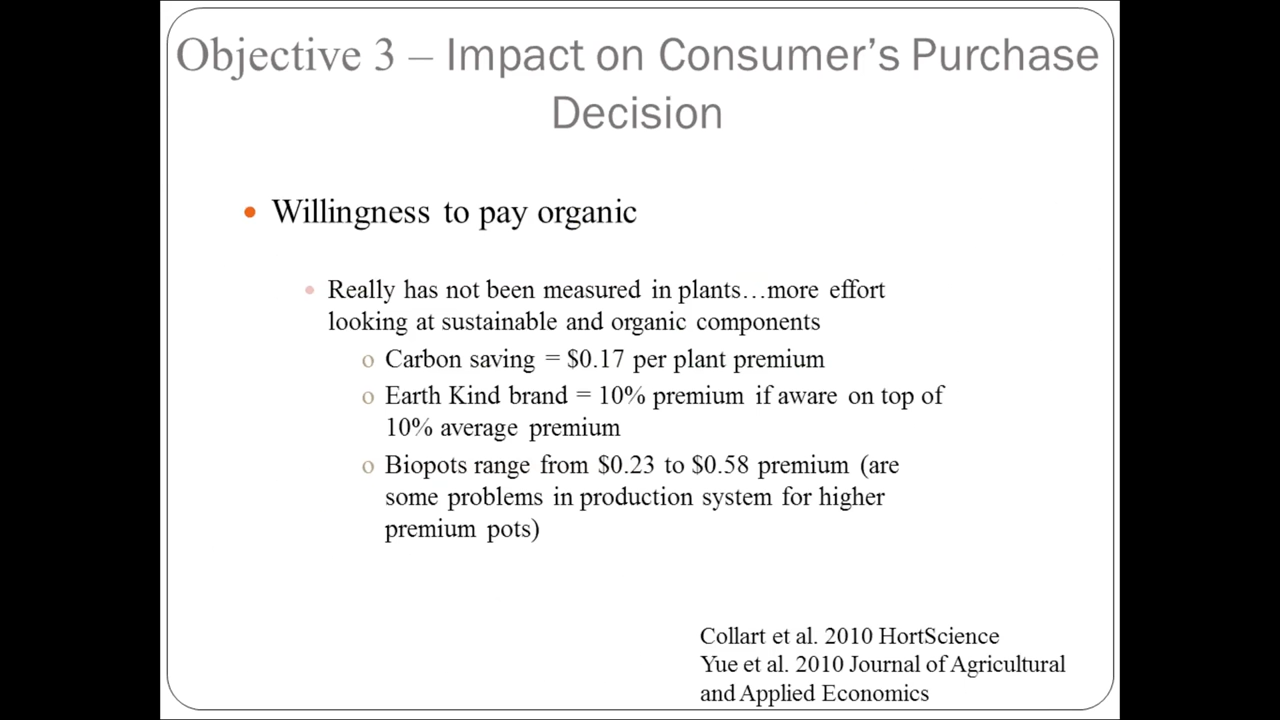 Objective 3 – Impact on Consumer’s Purchase
Decision
• Willingness to pay organic
• Really has not been measured in plants…more effort
looking at sustainable and organic components
o Carbon saving = $0.17 per plant premium
o Earth Kind brand = 10% premium if aware on top of
10% average premium
o Biopots range from $0.23 to $0.58 premium (are
some problems in production system for higher
premium pots)
Collart et al. 2010 HortScience
Yue et al. 2010 Journal of Agricultural
and Applied Economics